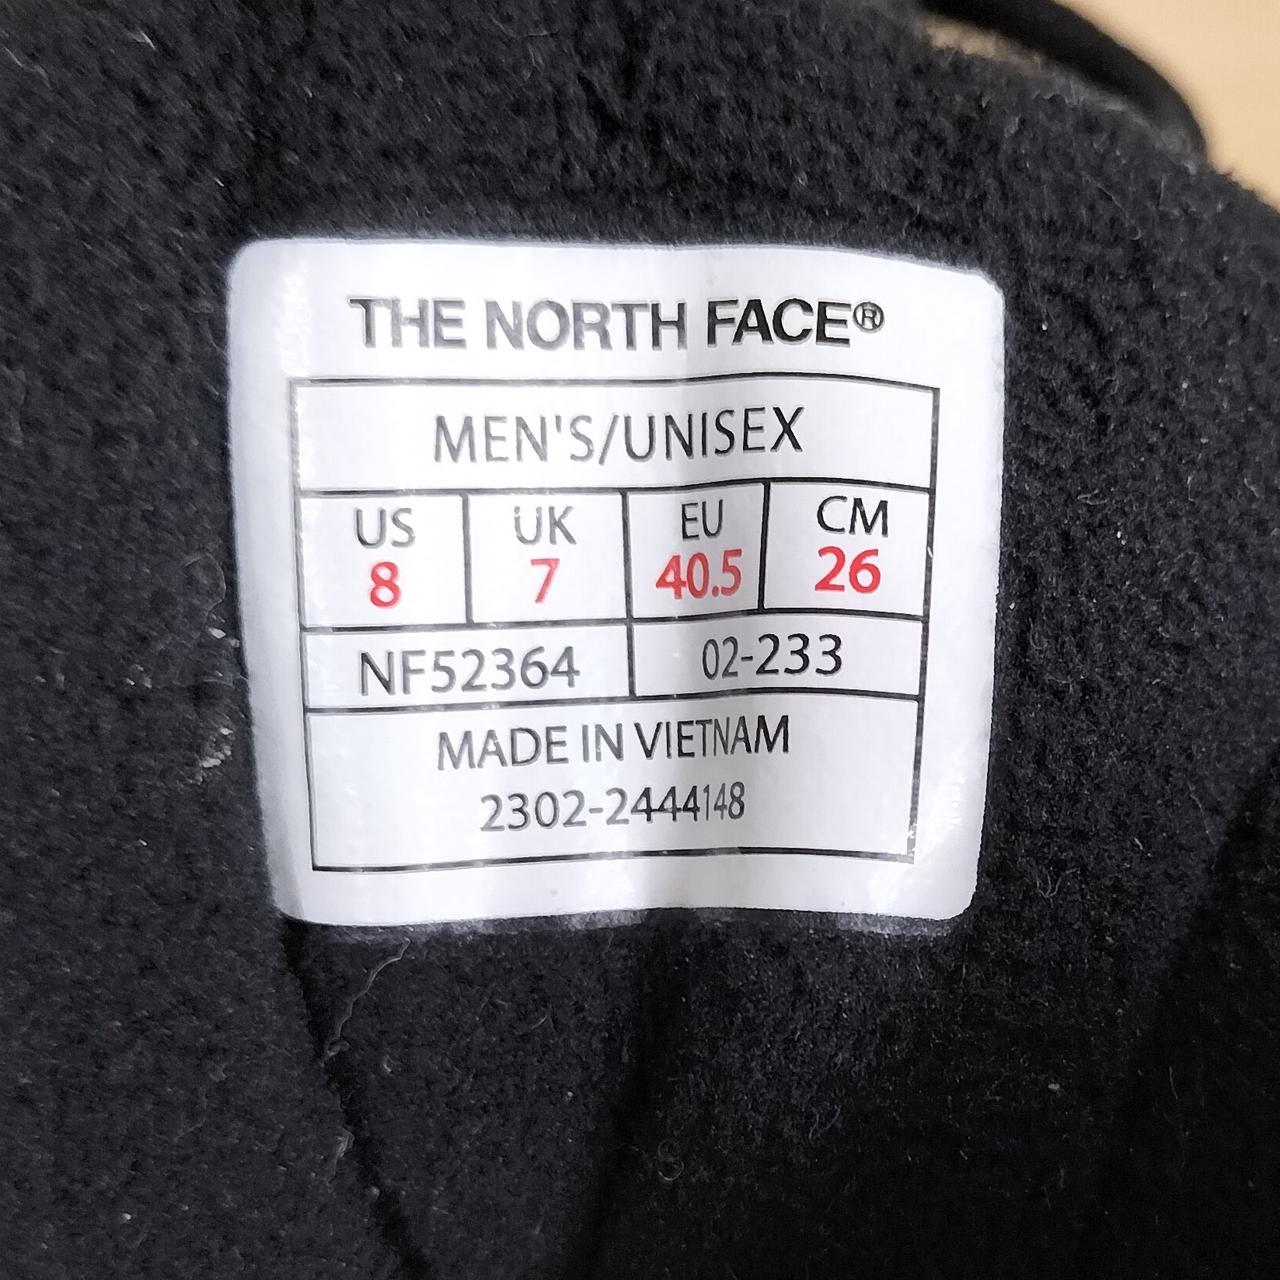 THE NORTH FACE®
MEN'S/UNISEX
US UK EU CM
8 7 40.5 26
NF52364 02-233
MADE IN VIETNAM
2302-2444148